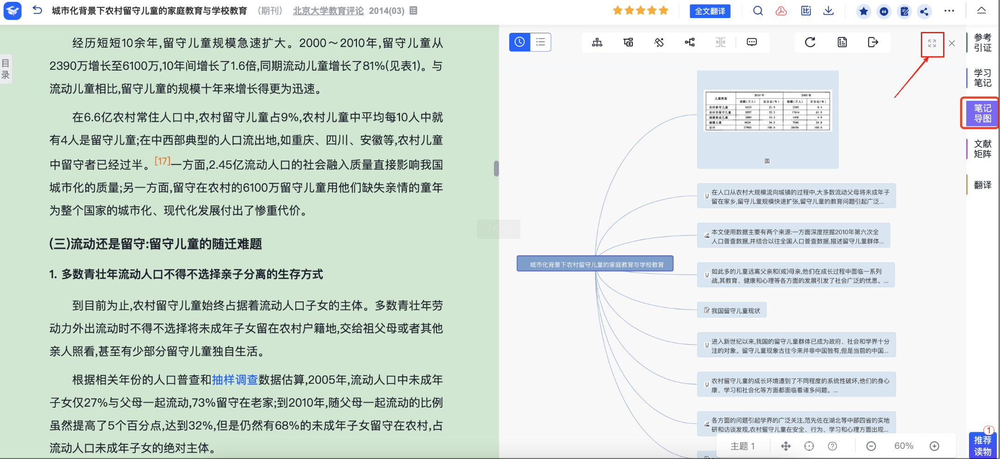 城市化背景下农村留守儿童的家庭教育与学校教育 （期刊） 北京大学教育评论 2014(03)
全文翻译
目录
经历短短10余年,留守儿童规模急速扩大。2000～2010年,留守儿童从
2390万增长至6100万,10年间增长了1.6倍,同期流动儿童增长了81%(见表1)。与
流动儿童相比,留守儿童的规模十年来增长得更为迅速。
在6.6亿农村常住人口中,农村留守儿童占9%,农村儿童中平均每10人中就
有4人是留守儿童;在中西部典型的人口流出地,如重庆、四川、安徽等,农村儿童
中留守者已经过半。[17]一方面,2.45亿流动人口的社会融入质量直接影响我国
城市化的质量;另一方面,留守在农村的6100万留守儿童用他们缺失亲情的童年
为整个国家的城市化、现代化发展付出了惨重代价。
(三)流动还是留守:留守儿童的随迁难题
1. 多数青壮年流动人口不得不选择亲子分离的生存方式
到目前为止,农村留守儿童始终占据着流动人口子女的主体。多数青壮年劳
动力外出流动时不得不选择将未成年子女留在农村户籍地,交给祖父母或者其他
亲人照看,甚至有少部分留守儿童独自生活。
根据相关年份的人口普查和抽样调查数据估算,2005年,流动人口中未成年
子女仅27%与父母一起流动,73%留守在老家;到2010年,随父母一起流动的比例
虽然提高了5个百分点,达到32%,但是仍然有68%的未成年子女留守在农村,占
流动人口未成年子女的绝对主体。
儿童类型 2010 年 2000 年
规模(万人) 百分比(%) 规模(万人) 百分比(%)
农村留守儿童 6103 21.9 2390 8.4
农村非留守儿童 9297 33.3 17614 61.9
城镇流动儿童 2880 10.3 1406 4.9
城镇儿童 9620 34.5 7046 24.8
合计 27900 100.0 28456 100.0
在人口从农村大规模流向城镇的过程中,大多数流动父母将未成年子
留在家乡,留守儿童规模快速扩张,留守儿童的教育问题引起广泛...
本文使用数据主要有两个来源:一方面深度挖掘2010年第六次全
人口普查数据,并结合以往全国人口普查数据,描述留守儿童群体...
城市化背景下农村留守儿童的家庭教育与学校教育
如此多的儿童远离父亲和(或)母亲,他们在成长过程中面临一系列
战,其教育、健康和心理等各方面的发展引发了社会广泛的忧思。...
我国留守儿童现状
进入新世纪以来,我国的留守儿童群体已成为政府、社会和学界十分
注的对象。留守儿童现象古往今来并非中国独有,但是当前的中国...
农村留守儿童的成长环境遭到了不同程度的系统性破坏,他们的身心
康、学习和社会化等方面都面临着诸多问题。...
各方面的问题引起学界的广泛关注,范先佐在湖北等中部四省的实地
研和访谈发现,农村留守儿童在安全、行为、学习和心理方面出现...
主题 1
60%
参考
引证
学习
笔记
笔记
导图
文献
矩阵
翻译
1
推荐
读物